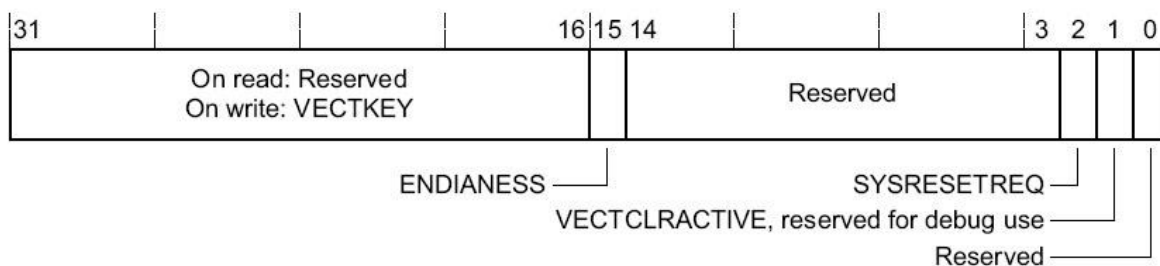 31 16 15 14 3 2 1 0
On read: Reserved
On write: VECTKEY
Reserved
ENDIANESS
SYSRESETREQ
VECTCLRACTIVE, reserved for debug use
Reserved